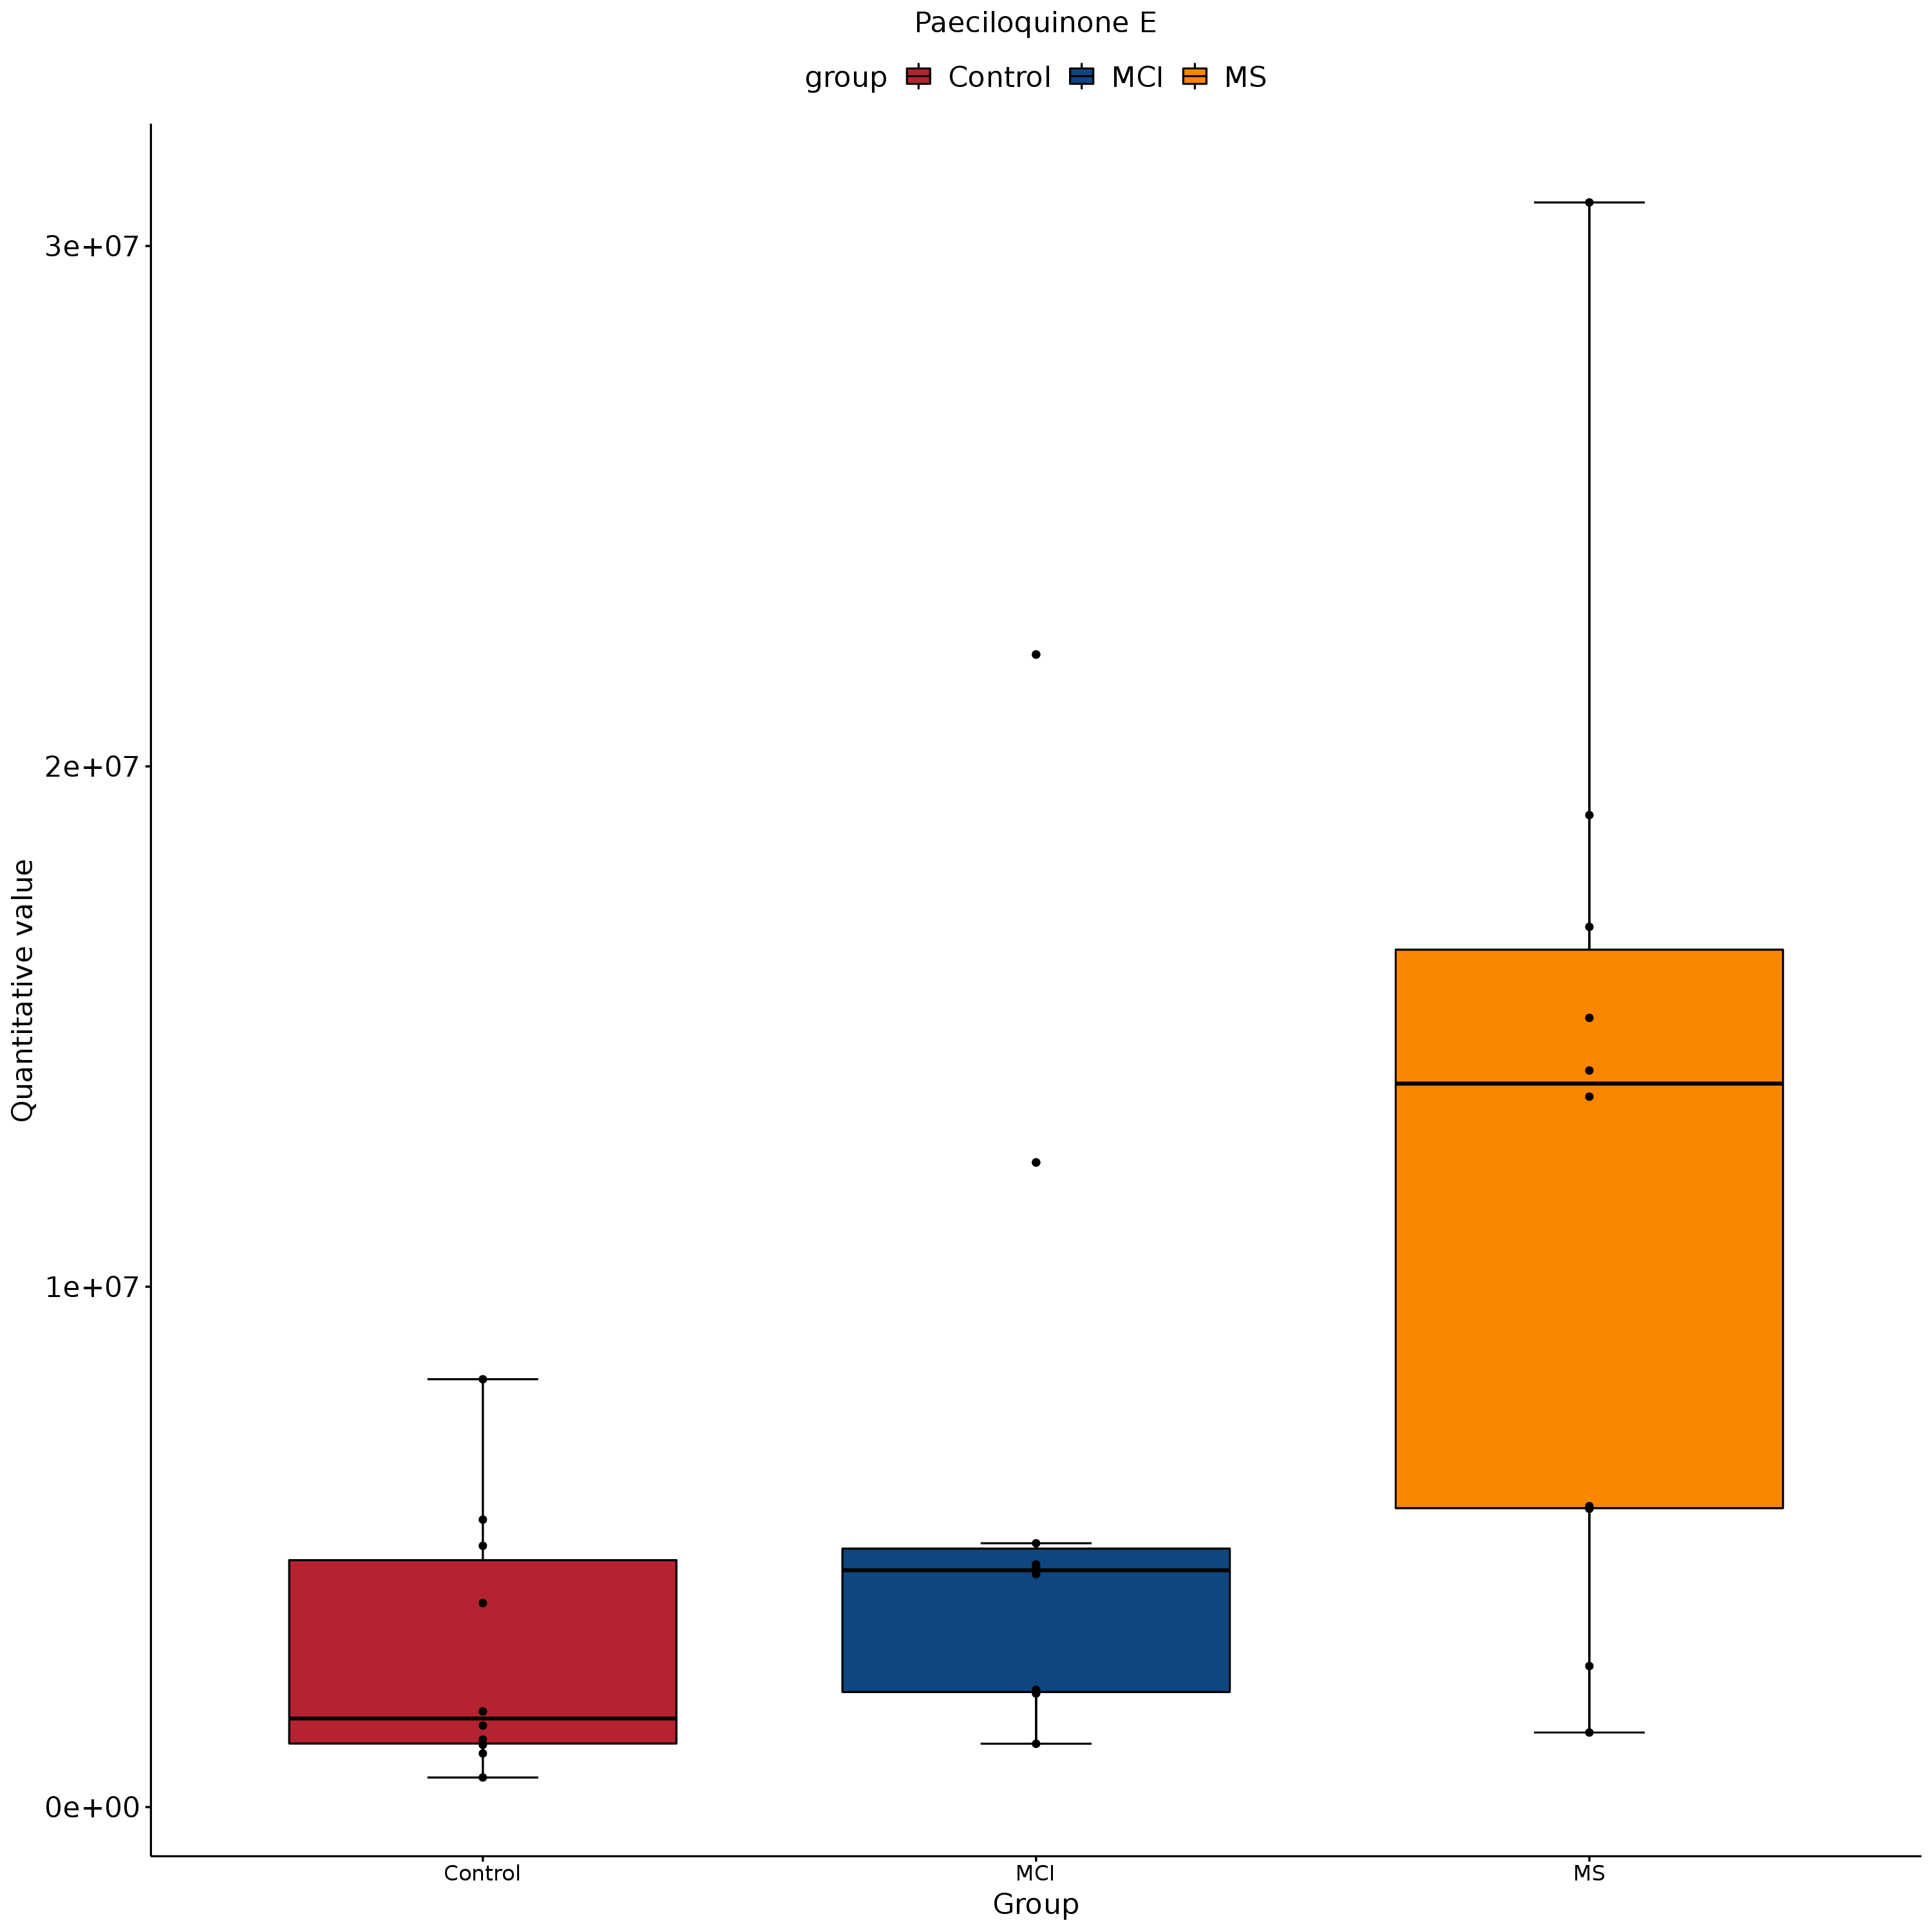 Paeciloquinone E
group Control MCI MS
Quantitative value
3e+07
2e+07
1e+07
0e+00
Control MCI MS
Group